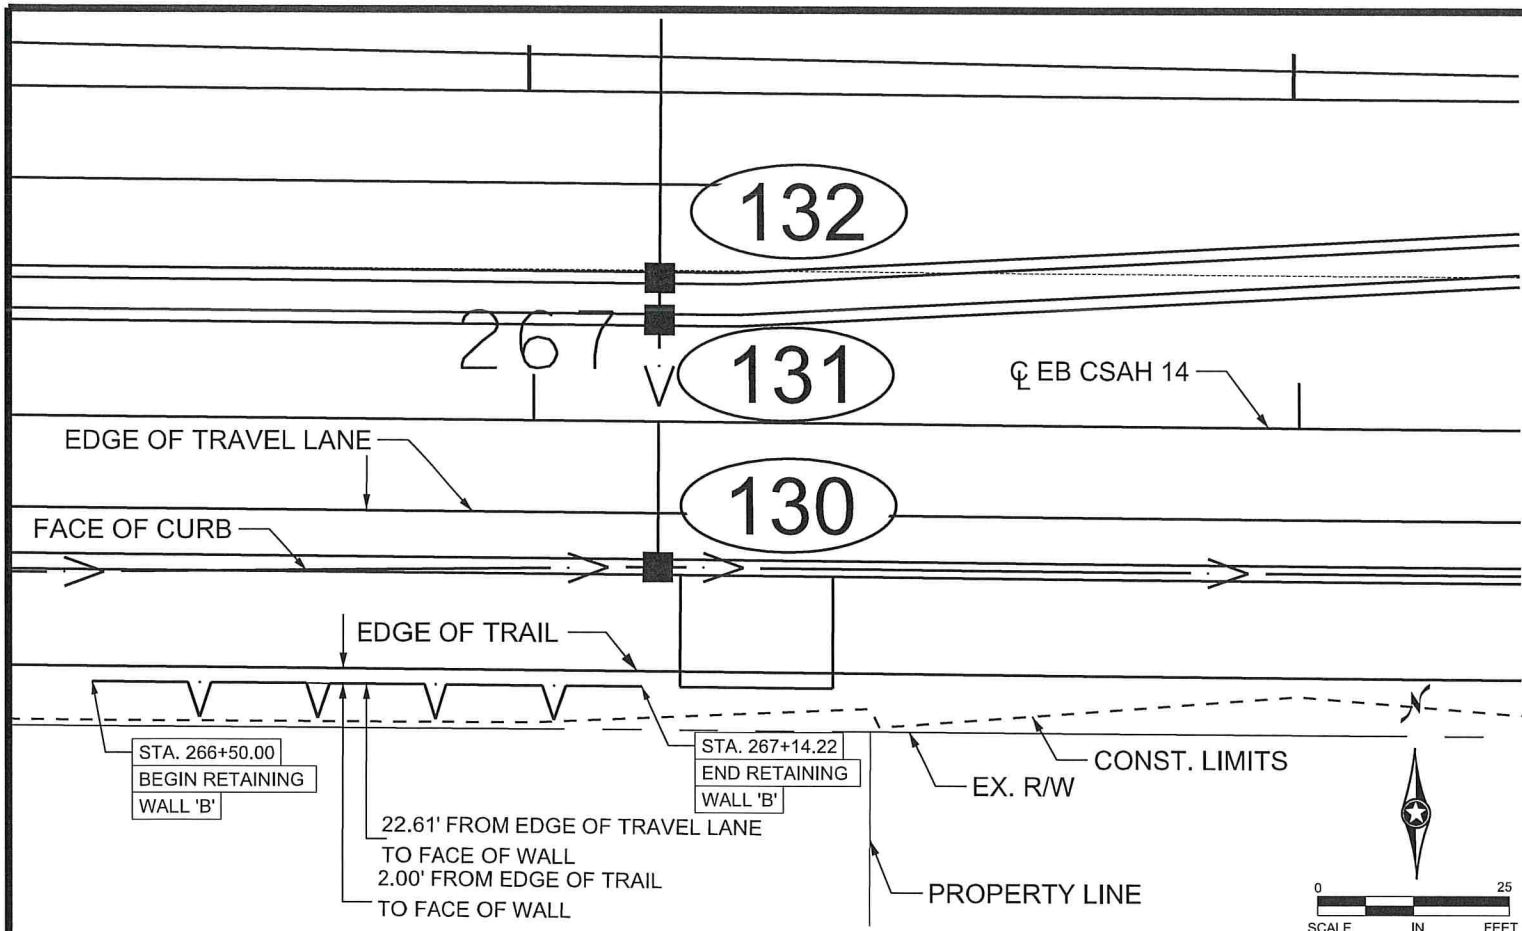 132
267
131
℄ EB CSAH 14
EDGE OF TRAVEL LANE
130
FACE OF CURB
EDGE OF TRAIL
STA. 266+50.00
BEGIN RETAINING
WALL 'B'
STA. 267+14.22
END RETAINING
WALL 'B'
CONST. LIMITS
EX. R/W
22.61' FROM EDGE OF TRAVEL LANE
TO FACE OF WALL
2.00' FROM EDGE OF TRAIL
TO FACE OF WALL
PROPERTY LINE
N
0 25
SCALE IN FEET